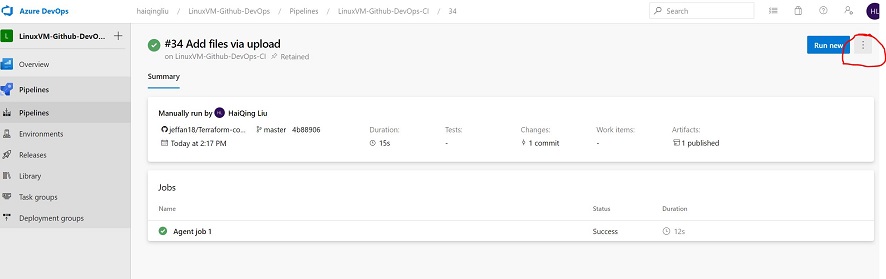 Azure DevOps
haiqingliu / LinuxVM-Github-DevOps / Pipelines / LinuxVM-Github-DevOps-CI / 34
Search
HL
L LinuxVM-Github-DevO... +
Overview
Pipelines
Pipelines
Environments
Releases
Library
Task groups
Deployment groups
#34 Add files via upload
on LinuxVM-Github-DevOps-CI Retained
Run new
Summary
Manually run by HL HaiQing Liu
jeffan18/Terraform-co... master 4b88906 Duration: Tests: Changes: Work items: Artifacts:
Today at 2:17 PM 15s - 1 commit - 1 published
Jobs
Name Status Duration
Agent job 1 Success 12s